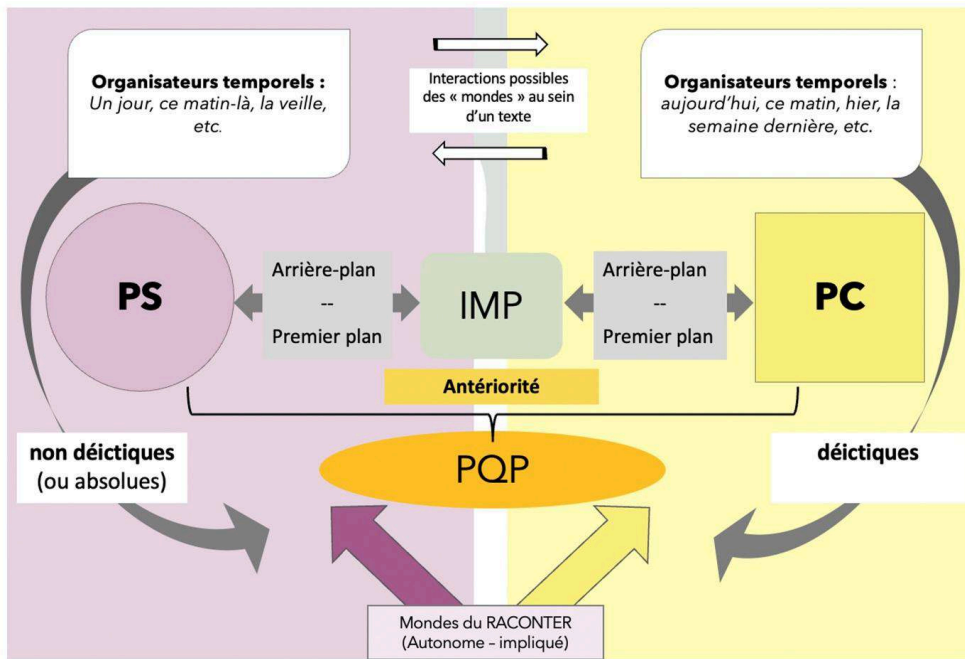 Organisateurs temporels :
Un jour, ce matin-là, la veille,
etc.
Interactions possibles
des « mondes » au sein
d’un texte
Organisateurs temporels :
aujourd’hui, ce matin, hier, la
semaine dernière, etc.
PS
Arrière-plan
--
Premier plan
IMP
Arrière-plan
--
Premier plan
PC
Antériorité
non déictiques
(ou absolues)
PQP
déictiques
Mondes du RACONTER
(Autonome – impliqué)